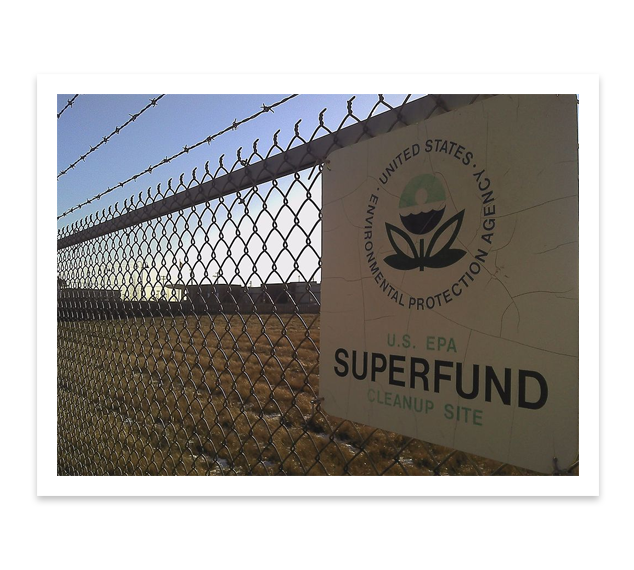 · UNITED STATES ·
ENVIRONMENTAL PROTECTION AGENCY
U.S. EPA
SUPERFUND
CLEANUP SITE